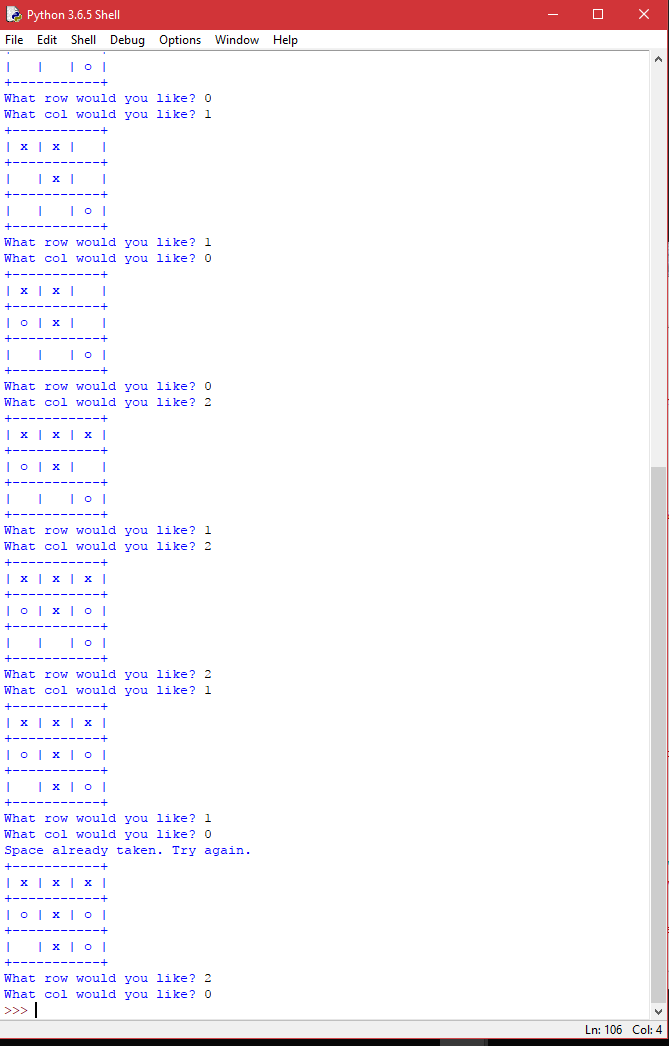 Python 3.6.5 Shell
File Edit Shell Debug Options Window Help
|   |   | o |
+-----------+
What row would you like? 0
What col would you like? 1
+-----------+
| x | x |   |
+-----------+
|   | x |   |
+-----------+
|   |   | o |
+-----------+
What row would you like? 1
What col would you like? 0
+-----------+
| x | x |   |
+-----------+
| o | x |   |
+-----------+
|   |   | o |
+-----------+
What row would you like? 0
What col would you like? 2
+-----------+
| x | x | x |
+-----------+
| o | x |   |
+-----------+
|   |   | o |
+-----------+
What row would you like? 1
What col would you like? 2
+-----------+
| x | x | x |
+-----------+
| o | x | o |
+-----------+
|   |   | o |
+-----------+
What row would you like? 2
What col would you like? 1
+-----------+
| x | x | x |
+-----------+
| o | x | o |
+-----------+
|   | x | o |
+-----------+
What row would you like? 1
What col would you like? 0
Space already taken. Try again.
+-----------+
| x | x | x |
+-----------+
| o | x | o |
+-----------+
|   | x | o |
+-----------+
What row would you like? 2
What col would you like? 0
>>>
Ln: 106 Col: 4